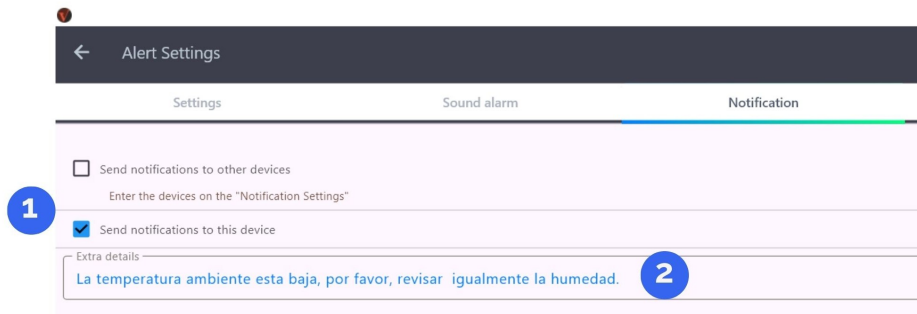 Alert Settings
Settings Sound alarm Notification
Send notifications to other devices
Enter the devices on the "Notification Settings"
1
Send notifications to this device
Extra details
La temperatura ambiente esta baja, por favor, revisar igualmente la humedad.
2